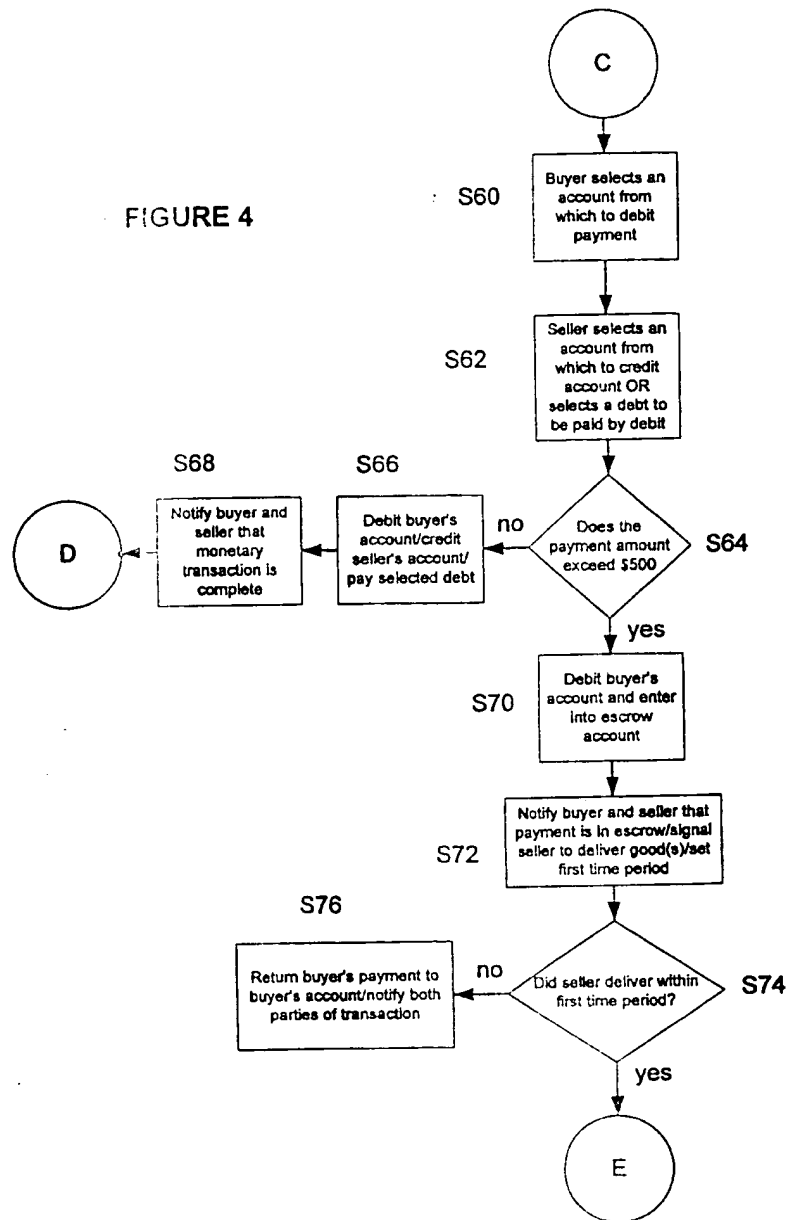 C
FIGURE 4
S60
Buyer selects an
account from
which to debit
payment
S62
Seller selects an
account from
which to credit
account OR
selects a debt to
be paid by debit
S68
S66
Notify buyer and
seller that
monetary
transaction is
complete
D
Debit buyer's
account/credit
seller's account/
pay selected debt
no
Does the
payment amount
exceed $500
S64
yes
S70
Debit buyer's
account and enter
into escrow
account
S72
Notify buyer and seller that
payment is in escrow/signal
seller to deliver good(s)/set
first time period
S76
Return buyer's payment to
buyer's account/notify both
parties of transaction
no
Did seller deliver within
first time period?
S74
yes
E